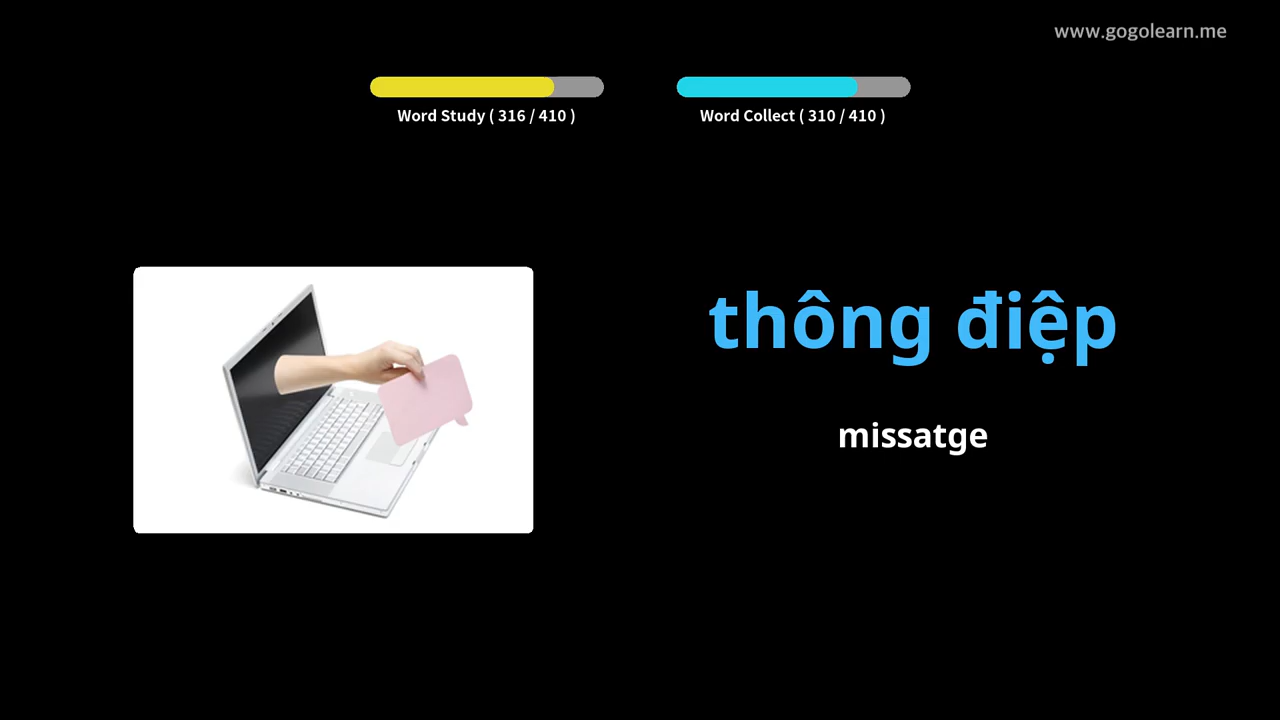 www.gogolearn.me
Word Study ( 316 / 410 )
Word Collect ( 310 / 410 )
thông điệp
missatge